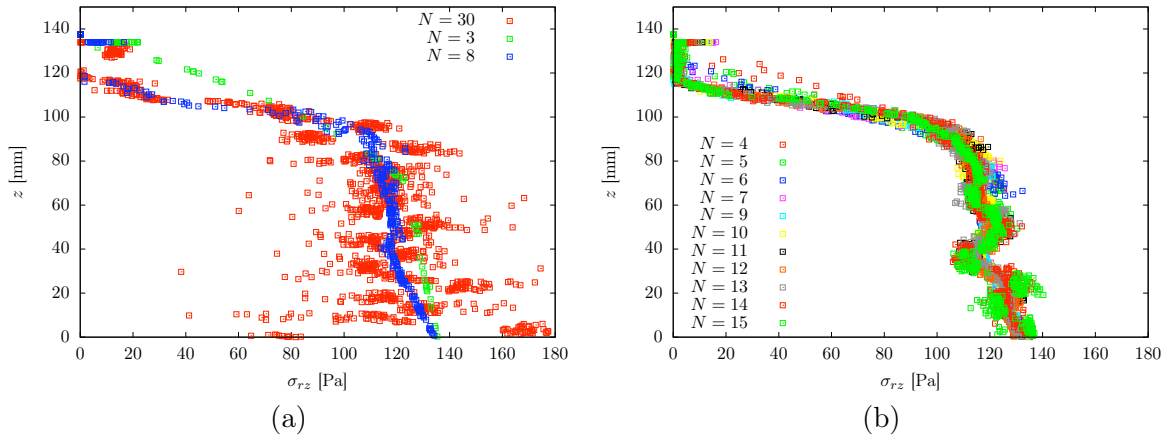 140
120
100
80
60
40
20
0
z [mm]
0 20 40 60 80 100 120 140 160 180
σrz [Pa]
N = 30
N = 3
N = 8
(a)
140
120
100
80
60
40
20
0
z [mm]
0 20 40 60 80 100 120 140 160 180
σrz [Pa]
N = 4
N = 5
N = 6
N = 7
N = 9
N = 10
N = 11
N = 12
N = 13
N = 14
N = 15
(b)